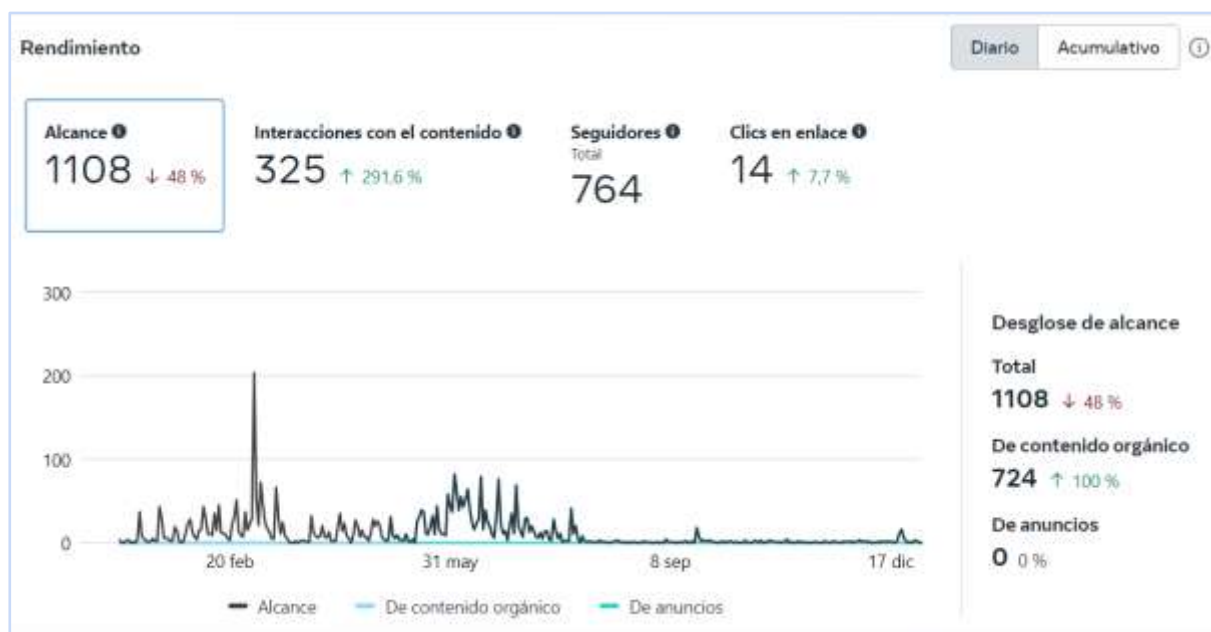 Rendimiento
Diario Acumulativo
Alcance
1108 ↓ 48 %
Interacciones con el contenido
325 ↑ 291,6 %
Seguidores
Total
764
Clics en enlace
14 ↑ 7,7 %
300
200
100
0
20 feb 31 may 8 sep 17 dic
Alcance De contenido orgánico De anuncios
Desglose de alcance
Total
1108 ↓ 48 %
De contenido orgánico
724 ↑ 100 %
De anuncios
0 0 %